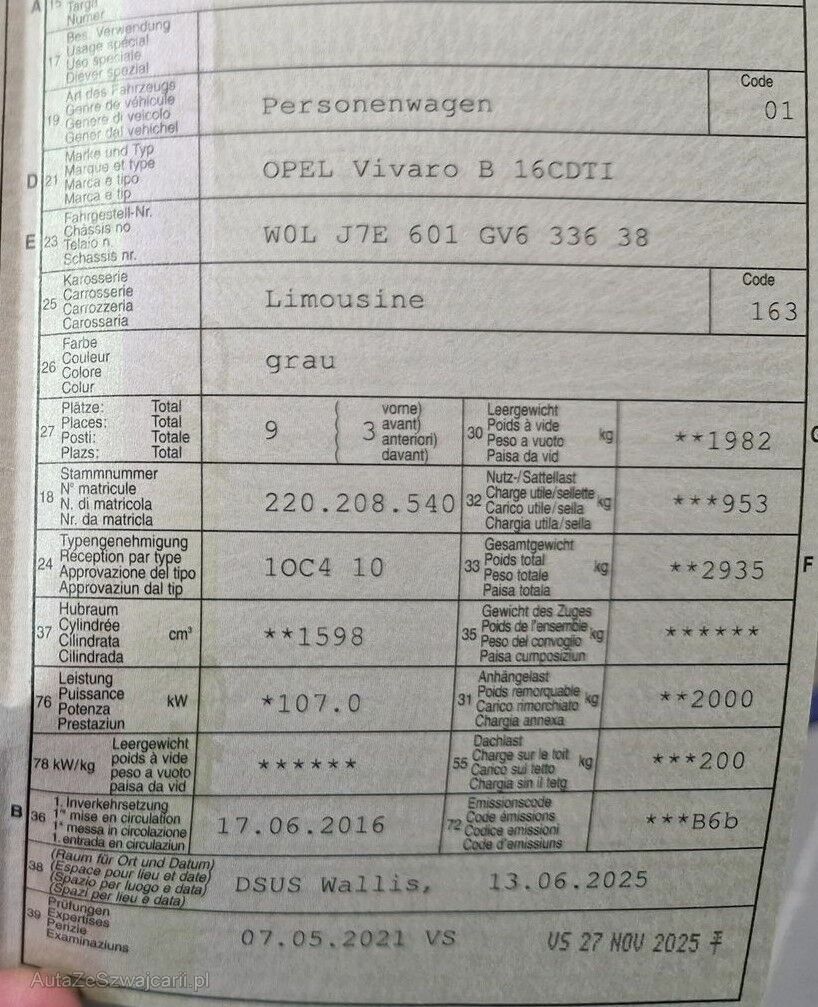 A 15 Targa
Numer
17 Bes. Verwendung
Usage spécial
Uso speciale
Diever spezial
19 Art des Fahrzeugs
Genre de véhicule
Genere di veicolo
Gener dal vehichel
Personenwagen
Code
01
D 21 Marke und Typ
Marque et type
Marca e tipo
Marca e tip
OPEL Vivaro B 16CDTI
E 23 Fahrgestell-Nr.
Châssis no
Telaio n.
Schassis nr.
W0L J7E 601 GV6 336 38
25 Karosserie
Carrosserie
Carrozzeria
Carossaria
Limousine
Code
163
26 Farbe
Couleur
Colore
Colur
grau
27 Plätze: Total
Places: Total
Posti: Totale
Plazs: Total
9
3 vorne)
avant)
anteriori)
davant)
30 Leergewicht
Poids à vide
Peso a vuoto
Paisa da vid
kg
**1982
18 Stammnummer
N° matricule
N. di matricola
Nr. da matricla
220.208.540
32 Nutz-/Sattellast
Charge utile/sellette
Carico utile/sella
Chargia utila/sella
kg
***953
24 Typengenehmigung
Réception par type
Approvazione del tipo
Approvaziun dal tip
1OC4 10
33 Gesamtgewicht
Poids total
Peso totale
Paisa totala
kg
**2935
F
37 Hubraum
Cylindrée
Cilindrata
Cilindrada
cm³
**1598
35 Gewicht des Zuges
Poids de l'ensemble
Peso del convoglio
Paisa cumposiziun
kg
******
76 Leistung
Puissance
Potenza
Prestaziun
kW
*107.0
31 Anhängelast
Poids remorquable
Carico rimorchiato
Chargia annexa
kg
**2000
78 kW/kg
Leergewicht
poids à vide
peso a vuoto
paisa da vid
******
55 Dachlast
Charge sur le toit
Carico sul tetto
Chargia sin il tetg
kg
***200
B 36 1. Inverkehrsetzung
1re mise en circulation
1a messa in circolazione
1. entrada en circulaziun
17.06.2016
72 Emissionscode
Code émissions
Codice emissioni
Code d'emissiuns
***B6b
38 (Raum für Ort und Datum)
(Espace pour lieu et date)
(Spazio per luogo e data)
(Spazi per lieu e data)
DSUS Wallis, 13.06.2025
39 Prüfungen
Expertises
Perizie
Examinaziuns
07.05.2021 VS
VS 27 NOV 2025
AutaZeSzwajcarii.pl